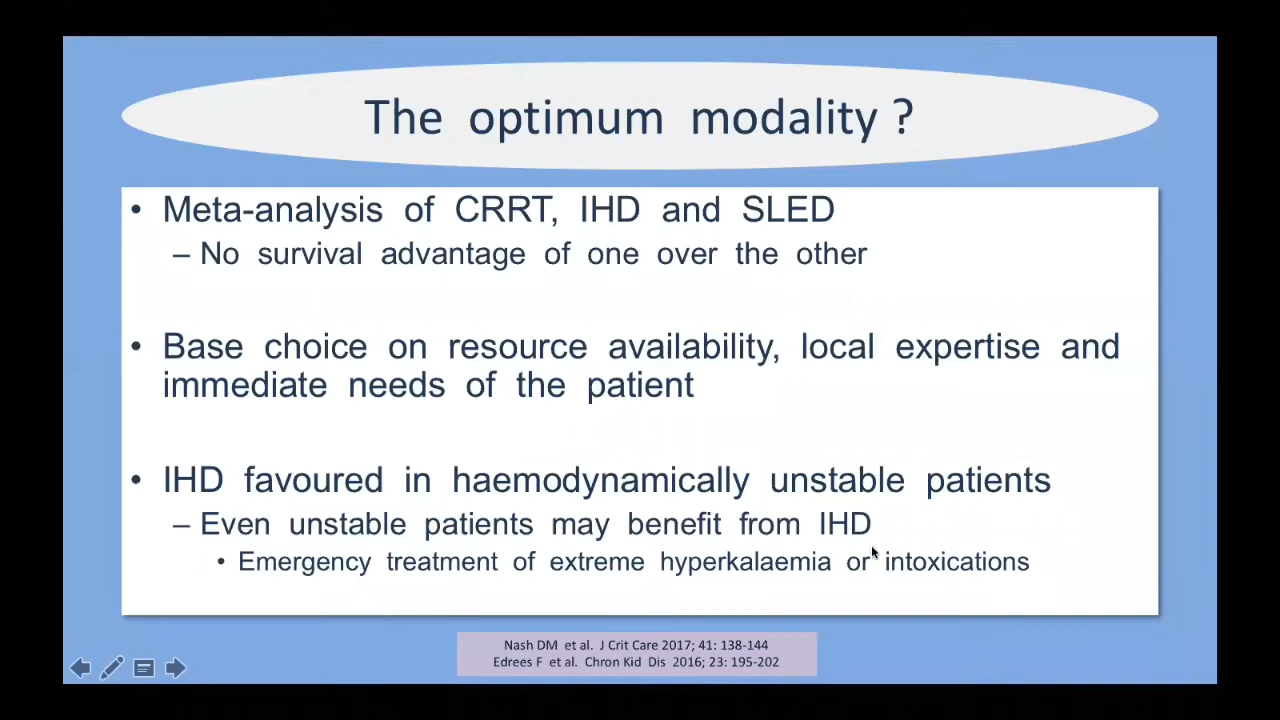 The optimum modality ?
• Meta-analysis of CRRT, IHD and SLED
– No survival advantage of one over the other
• Base choice on resource availability, local expertise and
immediate needs of the patient
• IHD favoured in haemodynamically unstable patients
– Even unstable patients may benefit from IHD
• Emergency treatment of extreme hyperkalaemia or intoxications
Nash DM et al. J Crit Care 2017; 41: 138-144
Edrees F et al. Chron Kid Dis 2016; 23: 195-202